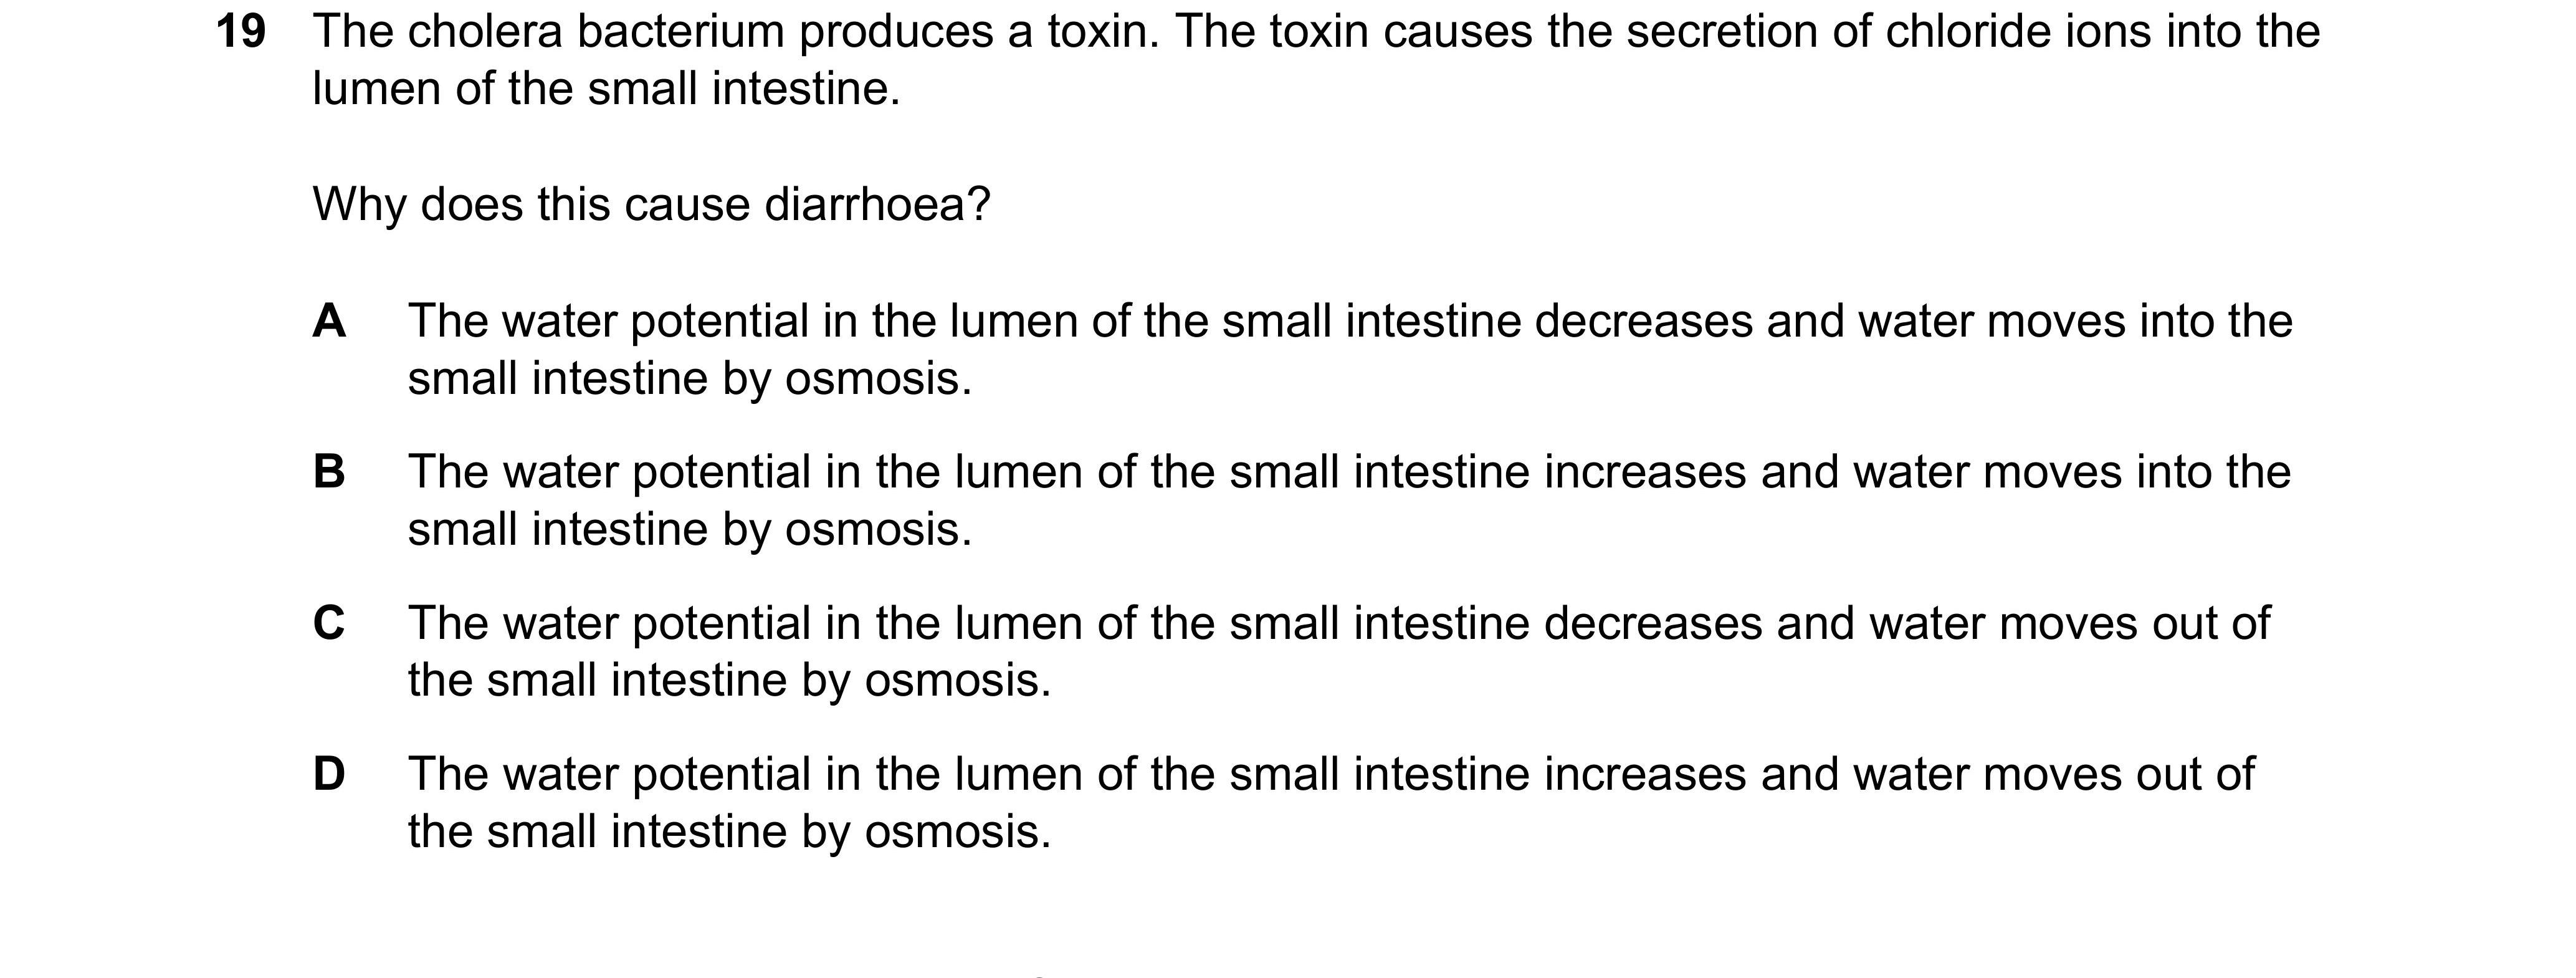 19 The cholera bacterium produces a toxin. The toxin causes the secretion of chloride ions into the
lumen of the small intestine.
Why does this cause diarrhoea?
A The water potential in the lumen of the small intestine decreases and water moves into the
small intestine by osmosis.
B The water potential in the lumen of the small intestine increases and water moves into the
small intestine by osmosis.
C The water potential in the lumen of the small intestine decreases and water moves out of
the small intestine by osmosis.
D The water potential in the lumen of the small intestine increases and water moves out of
the small intestine by osmosis.